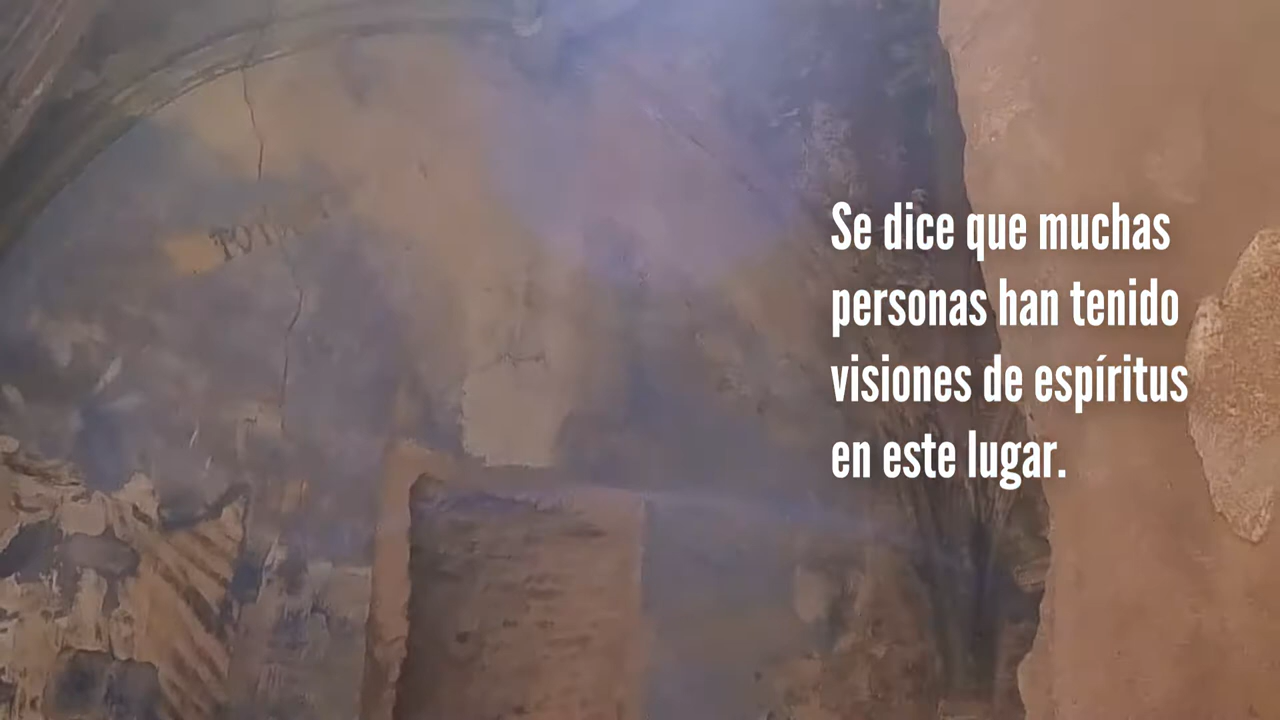 Se dice que muchas
personas han tenido
visiones de espíritus
en este lugar.